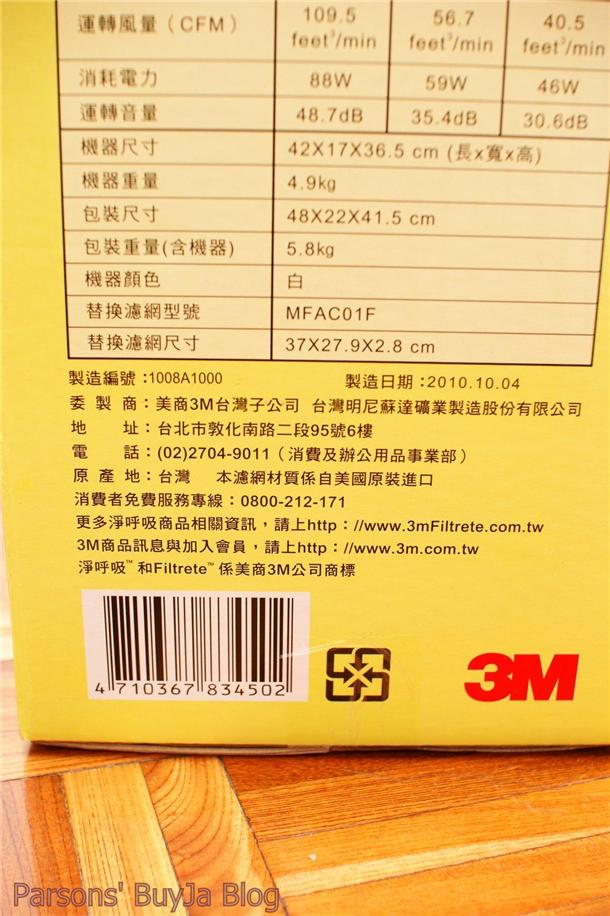 運轉風量（CFM） 109.5 feet³/min 56.7 feet³/min 40.5 feet³/min
消耗電力 88W 59W 46W
運轉音量 48.7dB 35.4dB 30.6dB
機器尺寸 42X17X36.5 cm (長x寬x高)
機器重量 4.9kg
包裝尺寸 48X22X41.5 cm
包裝重量(含機器) 5.8kg
機器顏色 白
替換濾網型號 MFAC01F
替換濾網尺寸 37X27.9X2.8 cm
製造編號：1008A1000 製造日期：2010.10.04
委製商：美商3M台灣子公司 台灣明尼蘇達礦業製造股份有限公司
地 址：台北市敦化南路二段95號6樓
電 話：(02)2704-9011（消費及辦公用品事業部）
原產地：台灣 本濾網材質係自美國原裝進口
消費者免費服務專線：0800-212-171
更多淨呼吸商品相關資訊，請上http：//www.3mFiltrete.com.tw
3M商品訊息與加入會員，請上http：//www.3m.com.tw
淨呼吸™ 和Filtrete™ 係美商3M公司商標
4 710367 834502
3M
Parsons' BuyJa Blog